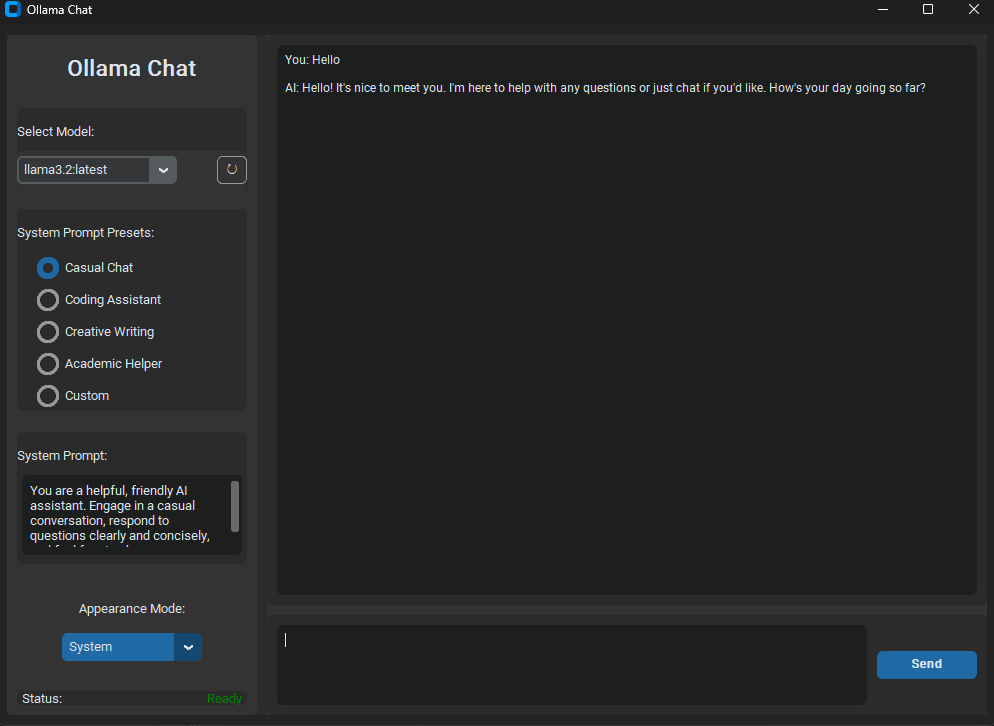 Ollama Chat
Ollama Chat
Select Model:
llama3.2:latest
System Prompt Presets:
Casual Chat
Coding Assistant
Creative Writing
Academic Helper
Custom
System Prompt:
You are a helpful, friendly AI
assistant. Engage in a casual
conversation, respond to
questions clearly and concisely,
Appearance Mode:
System
Status: Ready
You: Hello
AI: Hello! It's nice to meet you. I'm here to help with any questions or just chat if you'd like. How's your day going so far?
Send